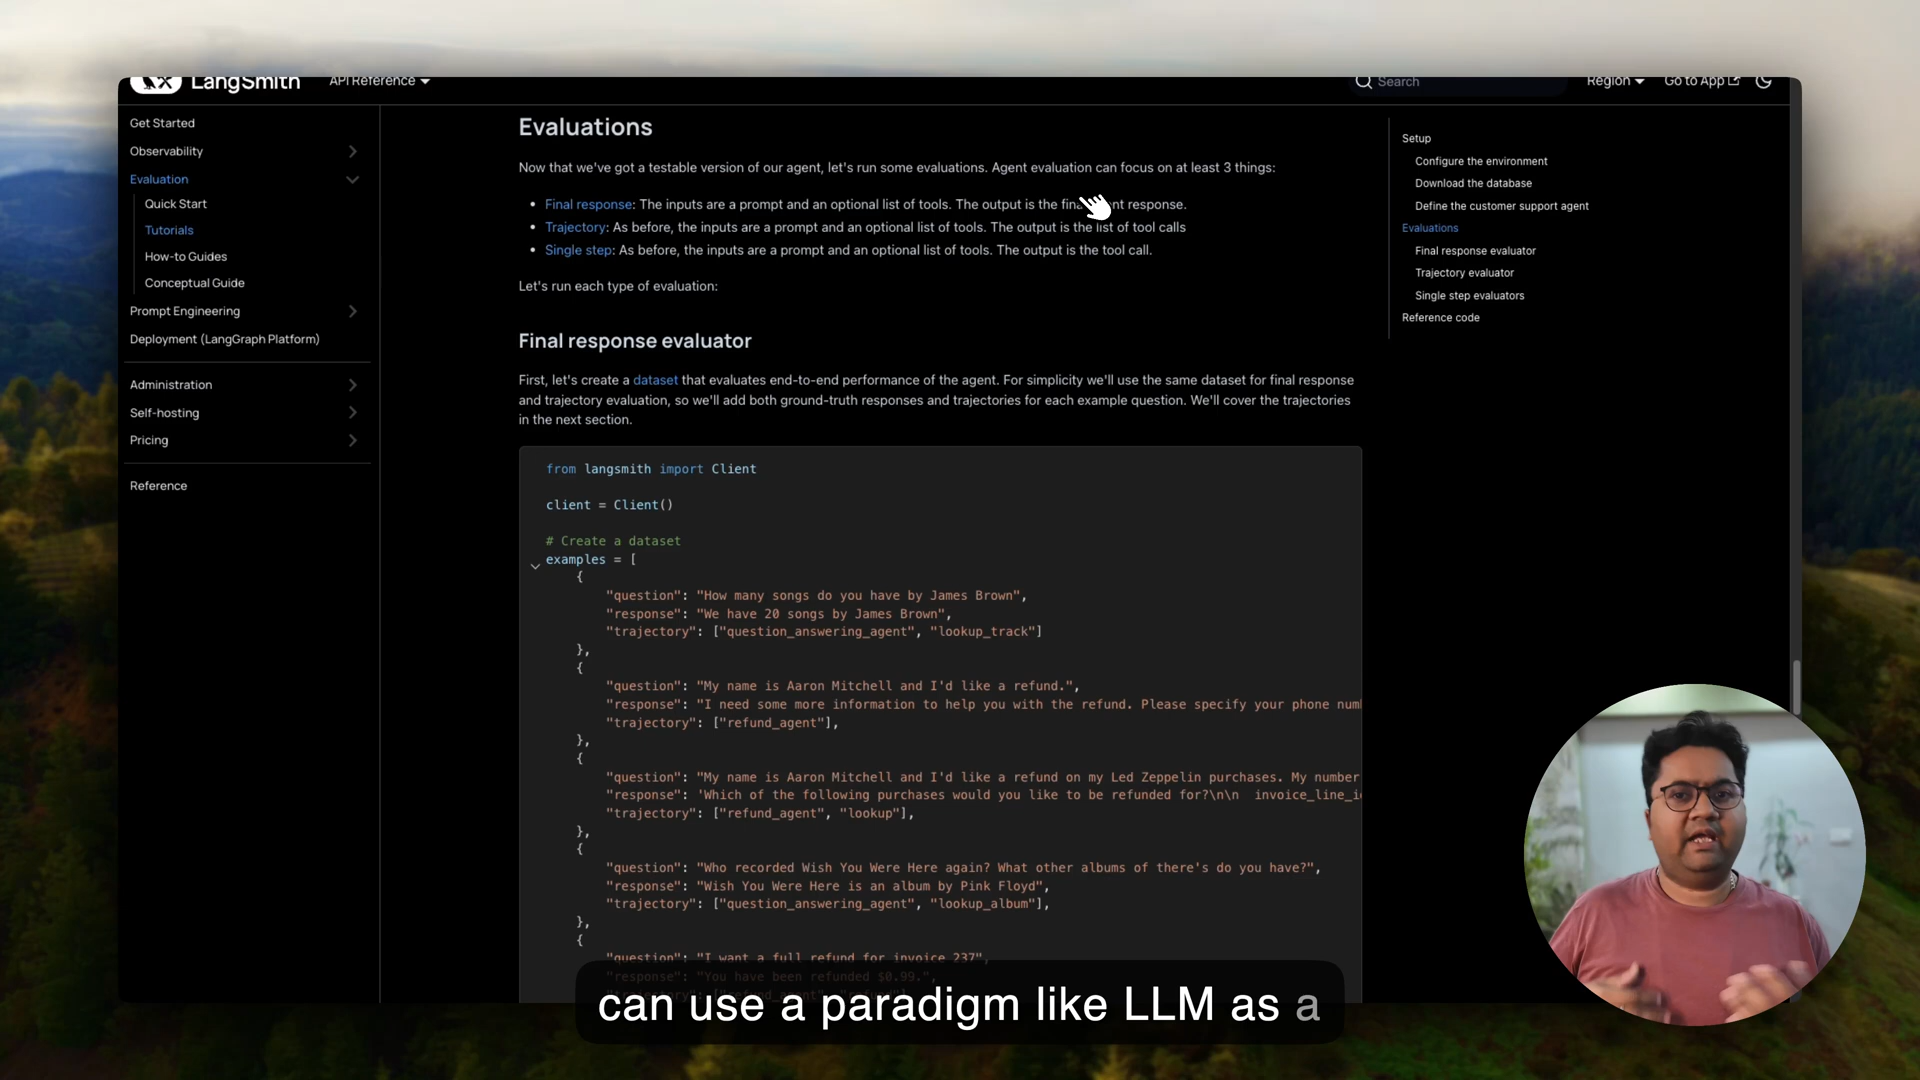 LangSmith
API Reference
Search
Region
Go to App
Get Started
Observability
Evaluation
Quick Start
Tutorials
How-to Guides
Conceptual Guide
Prompt Engineering
Deployment (LangGraph Platform)
Administration
Self-hosting
Pricing
Reference
Evaluations
Now that we've got a testable version of our agent, let's run some evaluations. Agent evaluation can focus on at least 3 things:
• Final response: The inputs are a prompt and an optional list of tools. The output is the response.
• Trajectory: As before, the inputs are a prompt and an optional list of tools. The output is the list of tool calls
• Single step: As before, the inputs are a prompt and an optional list of tools. The output is the tool call.
Let's run each type of evaluation:
Final response evaluator
First, let's create a dataset that evaluates end-to-end performance of the agent. For simplicity we'll use the same dataset for final response
and trajectory evaluation, so we'll add both ground-truth responses and trajectories for each example question. We'll cover the trajectories
in the next section.
from langsmith import Client
client = Client()
# Create a dataset
examples = [
{
"question": "How many songs do you have by James Brown",
"response": "We have 20 songs by James Brown",
"trajectory": ["question_answering_agent", "lookup_track"]
},
{
"question": "My name is Aaron Mitchell and I'd like a refund.",
"response": "I need some more information to help you with the refund. Please specify your phone
"trajectory": ["refund_agent"],
},
{
"question": "My name is Aaron Mitchell and I'd like a refund on my Led Zeppelin purchases. My number
"response": 'Which of the following purchases would you like to be refunded for?\n\n
"trajectory": ["refund_agent", "lookup"],
},
{
"question": "Who recorded Wish You Were Here again? What other albums of there's do you have?",
"response": "Wish You Were Here is an album by Pink Floyd",
"trajectory": ["question_answering_agent", "lookup_album"],
},
{
"question": "I want a full refund for invoice 237",
"response": "You have been refunded $0.99.",
Setup
Configure the environment
Download the database
Define the customer support agent
Evaluations
Final response evaluator
Trajectory evaluator
Single step evaluators
Reference code
can use a paradigm like LLM as a